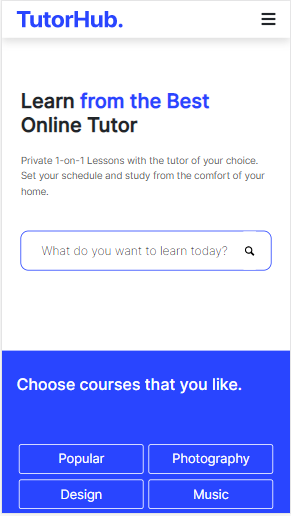 TutorHub.
Learn from the Best
Online Tutor
Private 1-on-1 Lessons with the tutor of your choice.
Set your schedule and study from the comfort of your
home.
What do you want to learn today?
Choose courses that you like.
Popular
Photography
Design
Music